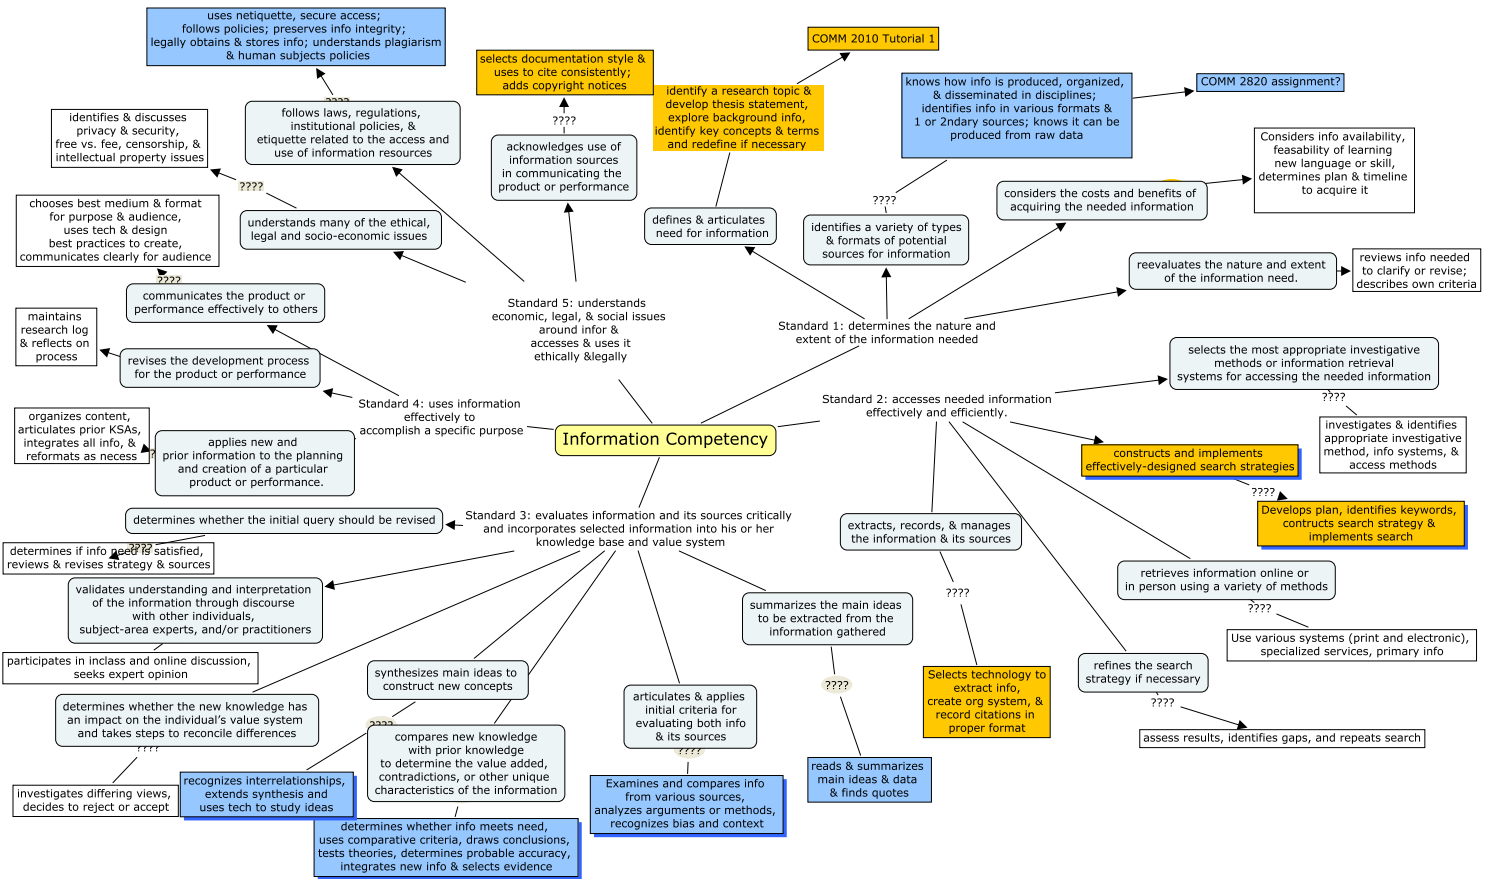 uses netiquette, secure access;
follows policies; preserves info integrity;
legally obtains & stores info; understands plagiarism
& human subjects policies
????
follows laws, regulations,
institutional policies, &
etiquette related to the access and
use of information resources
identifies & discusses
privacy & security,
free vs. fee, censorship, &
intellectual property issues
????
understands many of the ethical,
legal and socio-economic issues
selects documentation style &
uses to cite consistently;
adds copyright notices
????
acknowledges use of
information sources
in communicating the
product or performance
COMM 2010 Tutorial 1
identify a research topic &
develop thesis statement,
explore background info,
identify key concepts & terms
and redefine if necessary
defines & articulates
need for information
knows how info is produced, organized,
& disseminated in disciplines;
identifies info in various formats &
1 or 2ndary sources; knows it can be
produced from raw data
COMM 2820 assignment?
????
identifies a variety of types
& formats of potential
sources for information
Considers info availability,
feasability of learning
new language or skill,
determines plan & timeline
to acquire it
considers the costs and benefits of
acquiring the needed information
reevaluates the nature and extent
of the information need.
reviews info needed
to clarify or revise;
describes own criteria
chooses best medium & format
for purpose & audience,
uses tech & design
best practices to create,
communicates clearly for audience
????
communicates the product or
performance effectively to others
maintains
research log
& reflects on
process
revises the development process
for the product or performance
Standard 5: understands
economic, legal, & social issues
around infor &
accesses & uses it
ethically &legally
Standard 1: determines the nature and
extent of the information needed
selects the most appropriate investigative
methods or information retrieval
systems for accessing the needed information
????
investigates & identifies
appropriate investigative
method, info systems, &
access methods
Standard 4: uses information
effectively to
accomplish a specific purpose
Standard 2: accesses needed information
effectively and efficiently.
Information Competency
organizes content,
articulates prior KSAs,
integrates all info, &
reformats as necess
?
applies new and
prior information to the planning
and creation of a particular
product or performance.
constructs and implements
effectively-designed search strategies
????
Develops plan, identifies keywords,
contructs search strategy &
implements search
determines whether the initial query should be revised
????
determines if info need is satisfied,
reviews & revises strategy & sources
Standard 3: evaluates information and its sources critically
and incorporates selected information into his or her
knowledge base and value system
extracts, records, & manages
the information & its sources
????
Selects technology to
extract info,
create org system, &
record citations in
proper format
retrieves information online or
in person using a variety of methods
????
Use various systems (print and electronic),
specialized services, primary info
validates understanding and interpretation
of the information through discourse
with other individuals,
subject-area experts, and/or practitioners
participates in inclass and online discussion,
seeks expert opinion
summarizes the main ideas
to be extracted from the
information gathered
????
reads & summarizes
main ideas & data
& finds quotes
refines the search
strategy if necessary
????
assess results, identifies gaps, and repeats search
synthesizes main ideas to
construct new concepts
????
recognizes interrelationships,
extends synthesis and
uses tech to study ideas
determines whether the new knowledge has
an impact on the individual's value system
and takes steps to reconcile differences
????
investigates differing views,
decides to reject or accept
compares new knowledge
with prior knowledge
to determine the value added,
contradictions, or other unique
characteristics of the information
determines whether info meets need,
uses comparative criteria, draws conclusions,
tests theories, determines probable accuracy,
integrates new info & selects evidence
articulates & applies
initial criteria for
evaluating both info
& its sources
????
Examines and compares info
from various sources,
analyzes arguments or methods,
recognizes bias and context